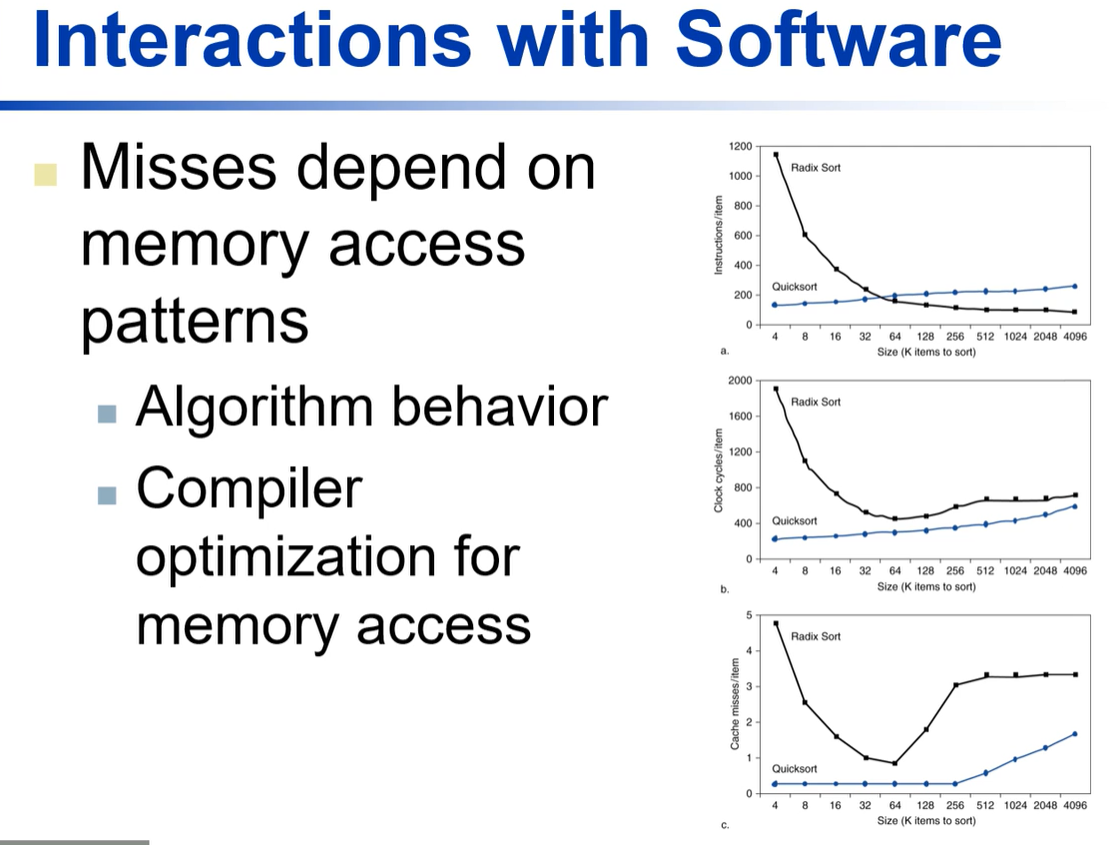 Interactions with Software
Misses depend on
memory access
patterns
Algorithm behavior
Compiler
optimization for
memory access
1200
1000
800
600
400
200
0
Instructions/item
Radix Sort
Quicksort
4 8 16 32 64 128 256 512 1024 2048 4096
Size (K items to sort)
a.
2000
1600
1200
800
400
0
Clock cycles/item
Radix Sort
Quicksort
4 8 16 32 64 128 256 512 1024 2048 4096
Size (K items to sort)
b.
5
4
3
2
1
0
Cache misses/item
Radix Sort
Quicksort
4 8 16 32 64 128 256 512 1024 2048 4096
Size (K items to sort)
c.